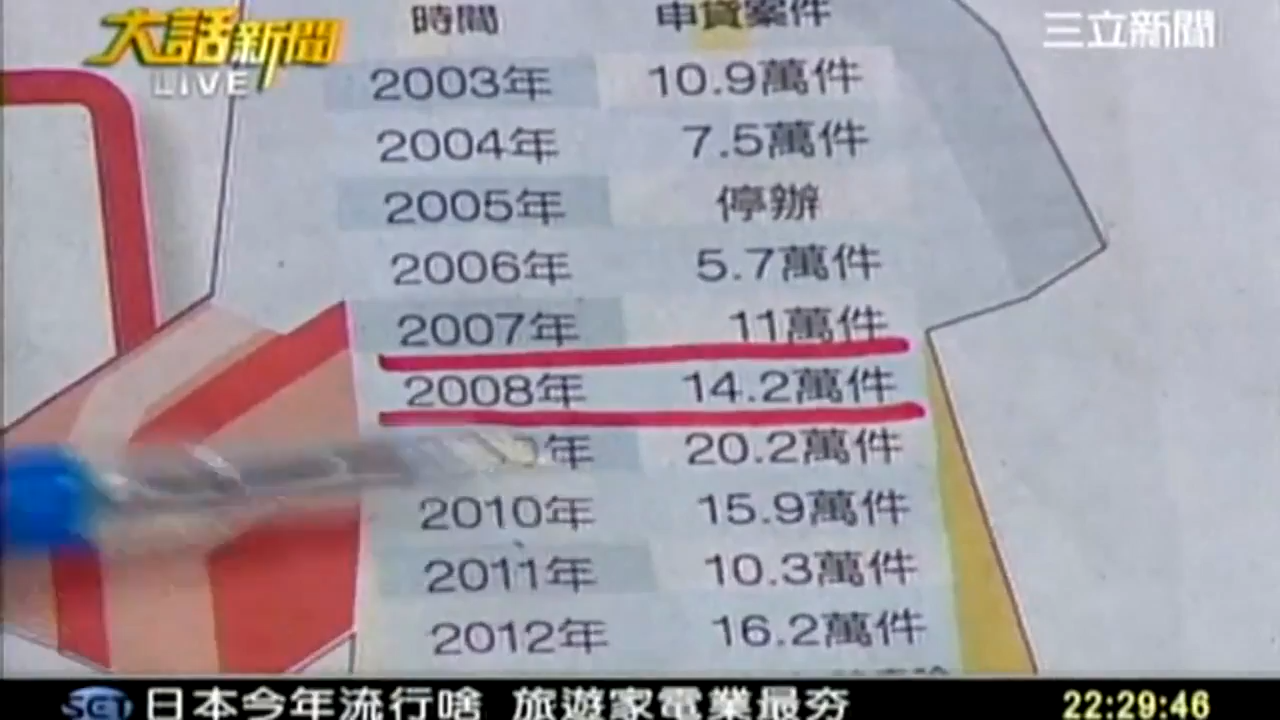 大話新聞
LiVE
三立新聞
時間 申貸案件
2003年 10.9萬件
2004年 7.5萬件
2005年 停辦
2006年 5.7萬件
2007年 11萬件
2008年 14.2萬件
年 20.2萬件
2010年 15.9萬件
2011年 10.3萬件
2012年 16.2萬件
SET 日本今年流行啥 旅遊家電業最夯 22:29:46